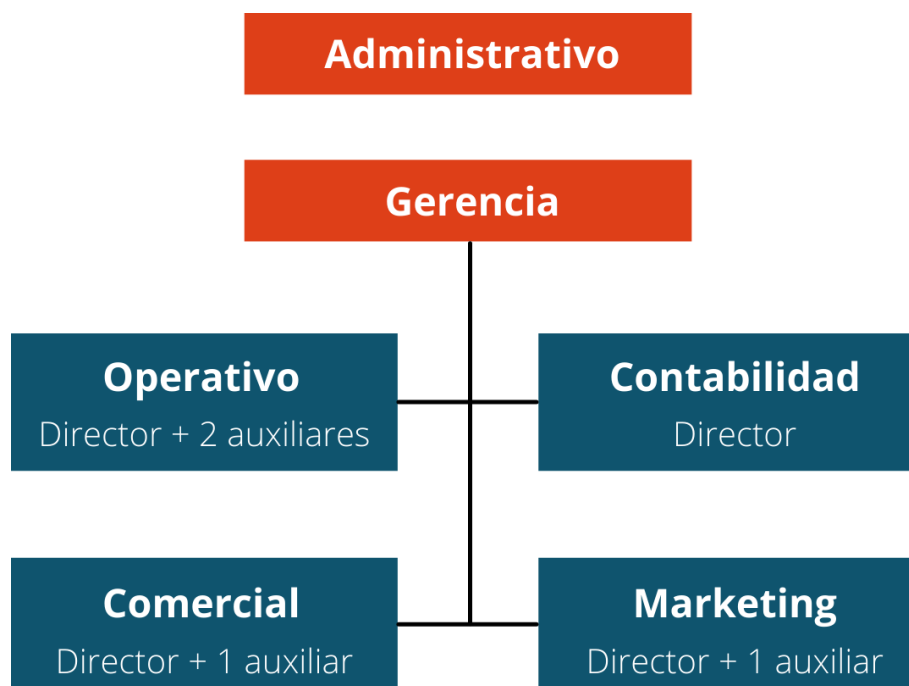 Administrativo
Gerencia
Operativo
Director + 2 auxiliares
Contabilidad
Director
Comercial
Director + 1 auxiliar
Marketing
Director + 1 auxiliar